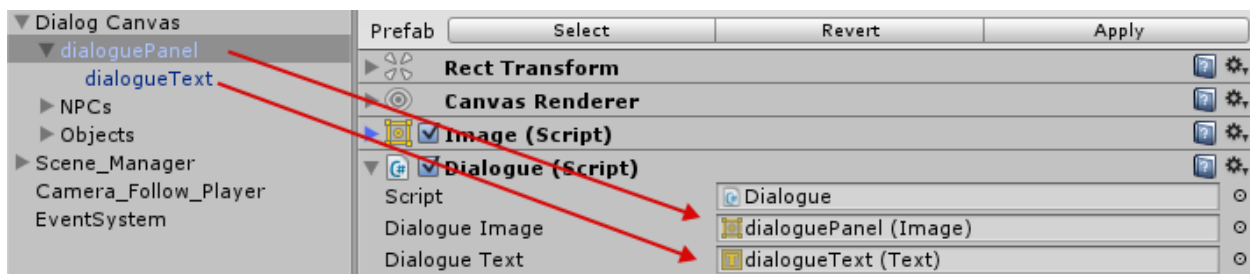 Dialog Canvas
dialoguePanel
dialogueText
NPCs
Objects
Scene_Manager
Camera_Follow_Player
EventSystem
Prefab Select Revert Apply
Rect Transform
Canvas Renderer
Image (Script)
C# Dialogue (Script)
Script Dialogue
Dialogue Image dialoguePanel (Image)
Dialogue Text T dialogueText (Text)